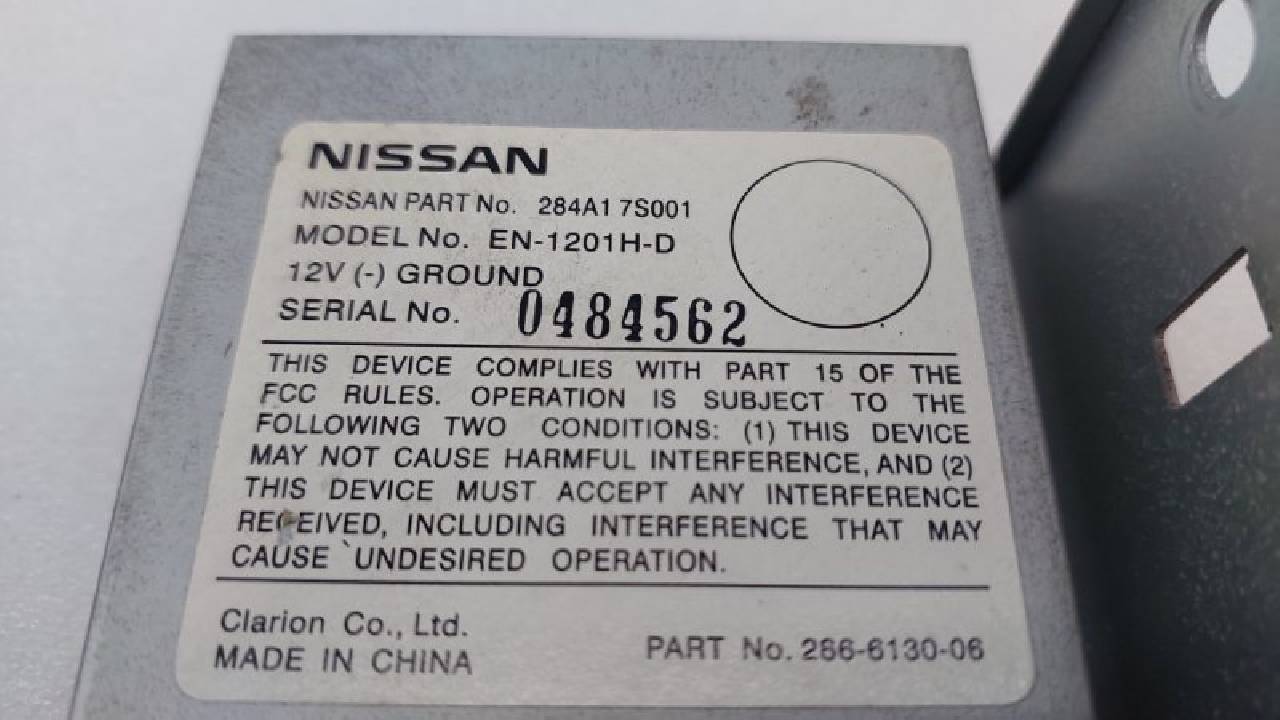 NISSAN
NISSAN PART No. 284A1 7S001
MODEL No. EN-1201H-D
12V (-) GROUND
SERIAL No. 0484562
THIS DEVICE COMPLIES WITH PART 15 OF THE
FCC RULES. OPERATION IS SUBJECT TO THE
FOLLOWING TWO CONDITIONS: (1) THIS DEVICE
MAY NOT CAUSE HARMFUL INTERFERENCE, AND (2)
THIS DEVICE MUST ACCEPT ANY INTERFERENCE
RECEIVED, INCLUDING INTERFERENCE THAT MAY
CAUSE UNDESIRED OPERATION.
Clarion Co., Ltd.
MADE IN CHINA
PART No. 266-6130-06